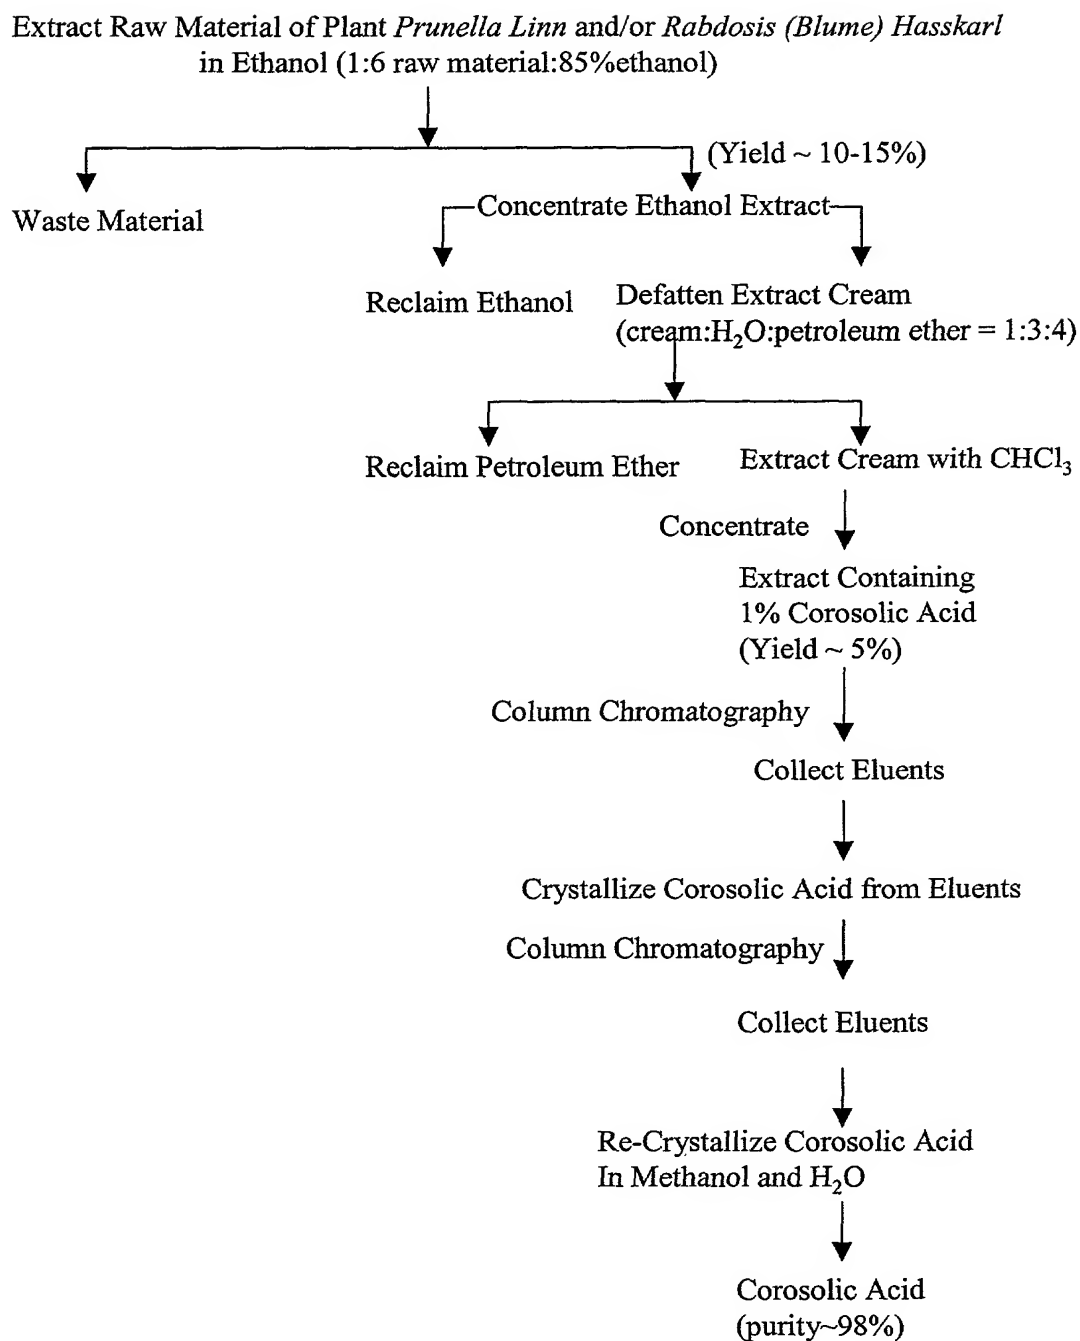 Extract Raw Material of Plant Prunella Linn and/or Rabdosis (Blume) Hasskarl
in Ethanol (1:6 raw material:85%ethanol)
(Yield ~ 10-15%)
Waste Material
Concentrate Ethanol Extract
Reclaim Ethanol
Defatten Extract Cream
(cream:H₂O:petroleum ether = 1:3:4)
Reclaim Petroleum Ether
Extract Cream with CHCl₃
Concentrate
Extract Containing
1% Corosolic Acid
(Yield ~ 5%)
Column Chromatography
Collect Eluents
Crystallize Corosolic Acid from Eluents
Column Chromatography
Collect Eluents
Re-Crystallize Corosolic Acid
In Methanol and H₂O
Corosolic Acid
(purity~98%)